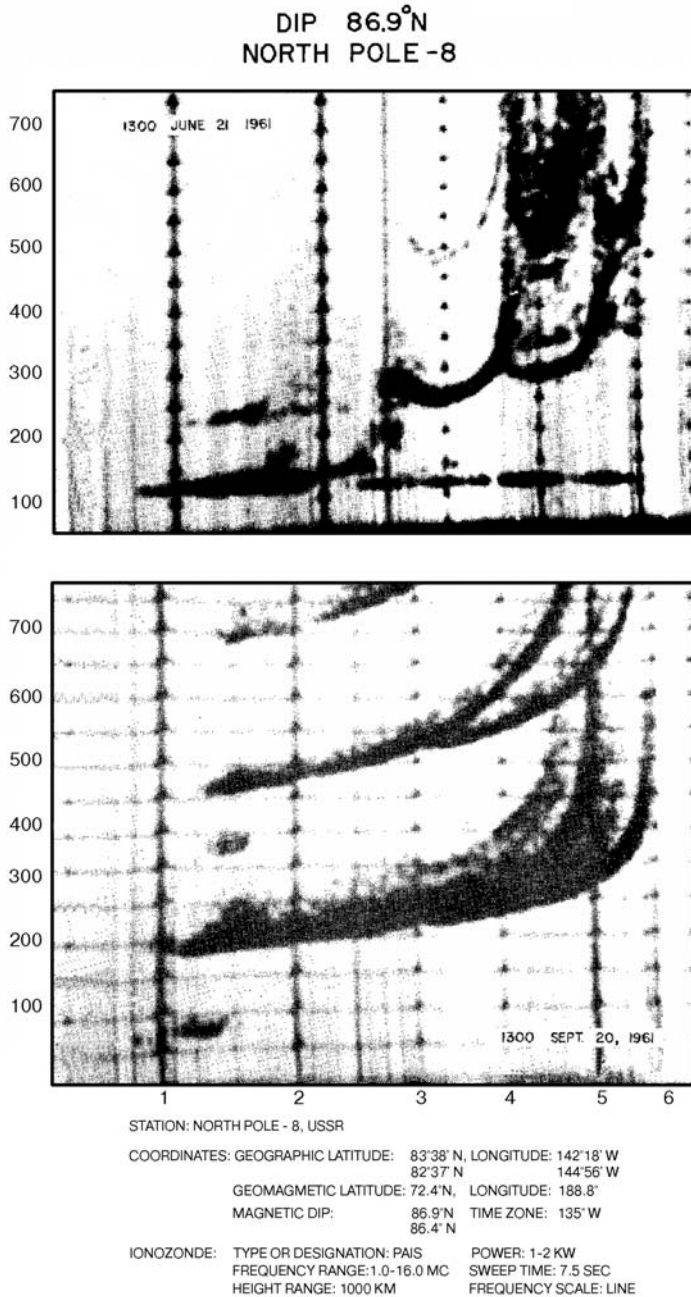 DIP 86.9°N
NORTH POLE -8
1300 JUNE 21 1961
700
600
500
400
300
200
100
700
600
500
400
300
200
100
1300 SEPT. 20, 1961
1 2 3 4 5 6
STATION: NORTH POLE - 8, USSR
COORDINATES: GEOGRAPHIC LATITUDE: 83°38' N, LONGITUDE: 142°18' W
82°37' N 144°56' W
GEOMAGMETIC LATITUDE: 72.4°N, LONGITUDE: 188.8°
MAGNETIC DIP: 86.9°N TIME ZONE: 135° W
86.4° N
IONOZONDE: TYPE OR DESIGNATION: PAIS POWER: 1-2 KW
FREQUENCY RANGE:1.0-16.0 MC SWEEP TIME: 7.5 SEC
HEIGHT RANGE: 1000 KM FREQUENCY SCALE: LINE